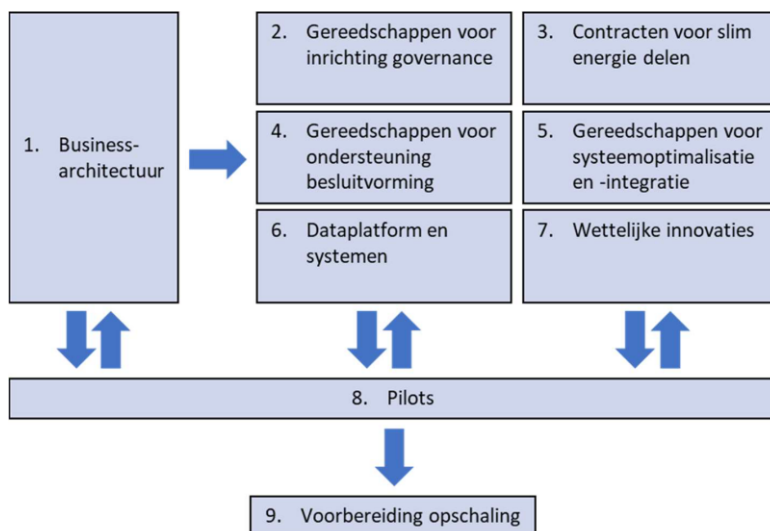 1. Business-
architectuur
2. Gereedschappen voor
inrichting governance
3. Contracten voor slim
energie delen
4. Gereedschappen voor
ondersteuning
besluitvorming
5. Gereedschappen voor
systeemoptimalisatie
en -integratie
6. Dataplatform en
systemen
7. Wettelijke innovaties
8. Pilots
9. Voorbereiding opschaling